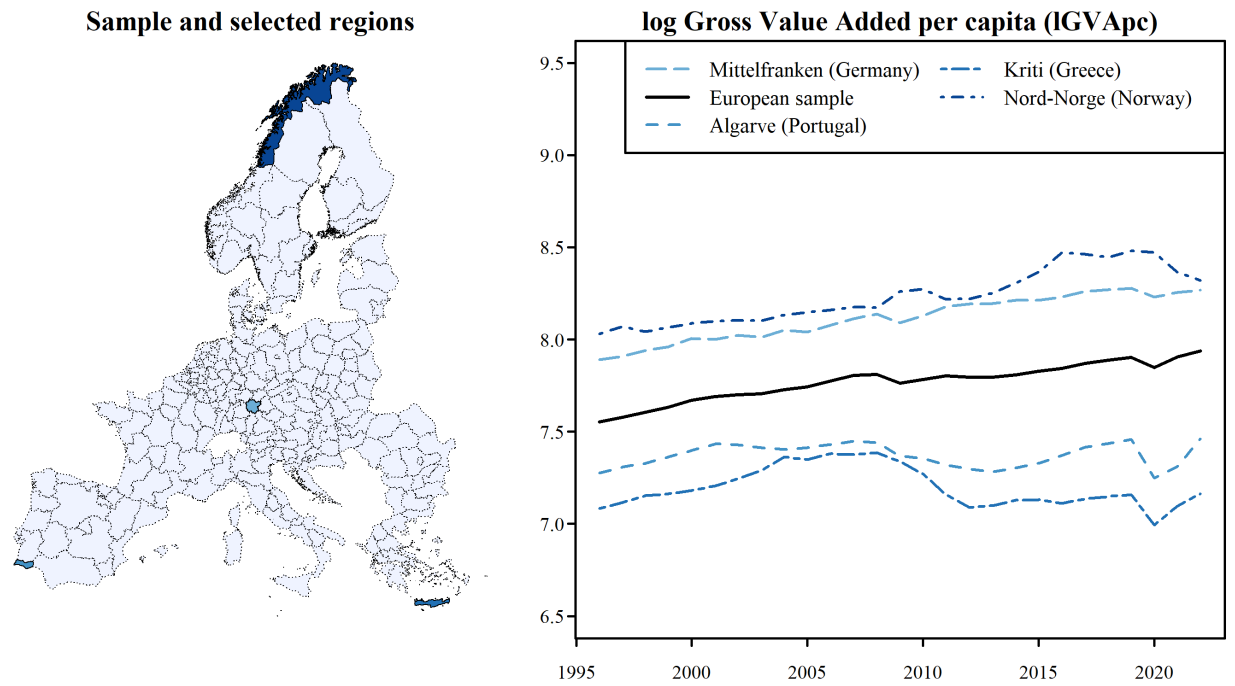 Sample and selected regions
log Gross Value Added per capita (lGVApc)
Mittelfranken (Germany)
European sample
Algarve (Portugal)
Kriti (Greece)
Nord-Norge (Norway)
9.5
9.0
8.5
8.0
7.5
7.0
6.5
1995
2000
2005
2010
2015
2020